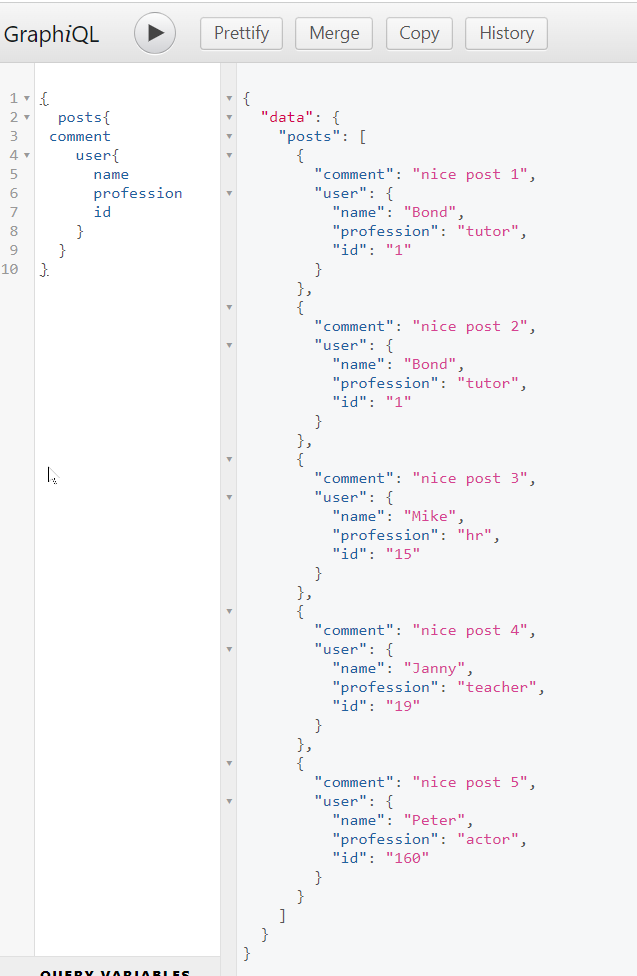 GraphiQL Prettify Merge Copy History
1 {
2 posts{
3 comment
4 user{
5 name
6 profession
7 id
8 }
9 }
10 }
{
"data": {
"posts": [
{
"comment": "nice post 1",
"user": {
"name": "Bond",
"profession": "tutor",
"id": "1"
}
},
{
"comment": "nice post 2",
"user": {
"name": "Bond",
"profession": "tutor",
"id": "1"
}
},
{
"comment": "nice post 3",
"user": {
"name": "Mike",
"profession": "hr",
"id": "15"
}
},
{
"comment": "nice post 4",
"user": {
"name": "Janny",
"profession": "teacher",
"id": "19"
}
},
{
"comment": "nice post 5",
"user": {
"name": "Peter",
"profession": "actor",
"id": "160"
}
}
]
}
}
QUERY VARIABLES